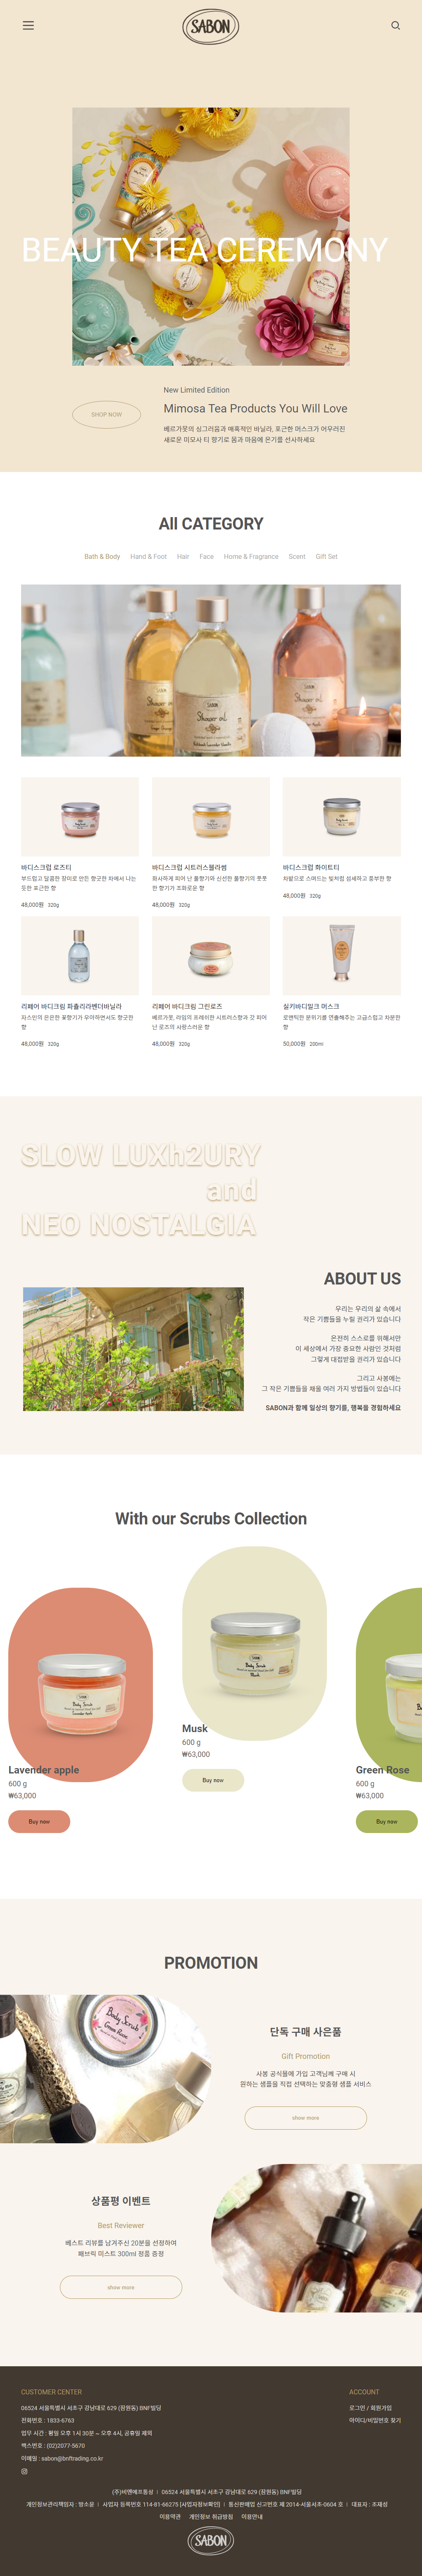 SABON
BEAUTY TEA CEREMONY
New Limited Edition
SHOP NOW
Mimosa Tea Products You Will Love
베르가못의 싱그러움과 매혹적인 바닐라, 포근한 머스크가 어우러진
새로운 미모사 티 향기로 몸과 마음에 온기를 선사하세요
All CATEGORY
Bath & Body Hand & Foot Hair Face Home & Fragrance Scent Gift Set
SABON
Shower oil
바디스크럽 로즈티
부드럽고 달콤한 장미로 만든 향긋한 차에서 나는
듯한 포근한 향
48,000원 320g
바디스크럽 시트러스블라썸
화사하게 피어 난 플향기와 신선한 풀향기의 풋풋
한 향기가 조화로운 향
48,000원 320g
바디스크럽 화이트티
차밭으로 스며드는 빛처럼 섬세하고 풍부한 향
48,000원 320g
리페어 바디크림 파츌리라벤더바닐라
자스민의 은은한 꽃향기가 우아하면서도 향긋한
향
48,000원 320g
리페어 바디크림 그린로즈
베르가못, 라임의 프레쉬한 시트러스향과 갓 피어
난 로즈의 사랑스러운 향
48,000원 320g
실키바디밀크 머스크
로맨틱한 분위기를 연출해주는 고급스럽고 차분한
향
50,000원 200ml
SLOW LUXh2URY
and
NEO NOSTALGIA
ABOUT US
우리는 우리의 삶 속에서
작은 기쁨들을 누릴 권리가 있습니다
온전히 스스로를 위해서만
이 세상에서 가장 중요한 사람인 것처럼
그렇게 대접받을 권리가 있습니다
그리고 사봉에는
그 작은 기쁨들을 채울 여러 가지 방법들이 있습니다
SABON과 함께 일상의 향기를, 행복을 경험하세요
With our Scrubs Collection
Body Scrub
Lavender Apple
Lavender apple
600 g
₩63,000
Buy now
Body Scrub
Musk
Musk
600 g
₩63,000
Buy now
Green Rose
600 g
₩63,000
Buy now
PROMOTION
Body Scrub
Green Rose
단독 구매 사은품
Gift Promotion
사봉 공식몰에 가입 고객님께 구매 시
원하는 샘플을 직접 선택하는 맞춤형 샘플 서비스
show more
상품평 이벤트
Best Reviewer
베스트 리뷰를 남겨주신 20분을 선정하여
패브릭 미스트 300ml 정품 증정
show more
CUSTOMER CENTER
06524 서울특별시 서초구 강남대로 629 (잠원동) BNF빌딩
전화번호 : 1833-6763
업무 시간 : 평일 오후 1시 30분 ~ 오후 4시, 공휴일 제외
팩스번호 : (02)2077-5670
이메일 : sabon@bnftrading.co.kr
ACCOUNT
로그인 / 회원가입
아이디/비밀번호 찾기
(주)비엔에프통상 | 06524 서울특별시 서초구 강남대로 629 (잠원동) BNF빌딩
개인정보관리책임자 : 방소윤 | 사업자 등록번호 114-81-66275 [사업자정보확인] | 통신판매업 신고번호 제 2014-서울서초-0604 호 | 대표자 : 조재상
이용약관 개인정보 취급방침 이용안내
SABON